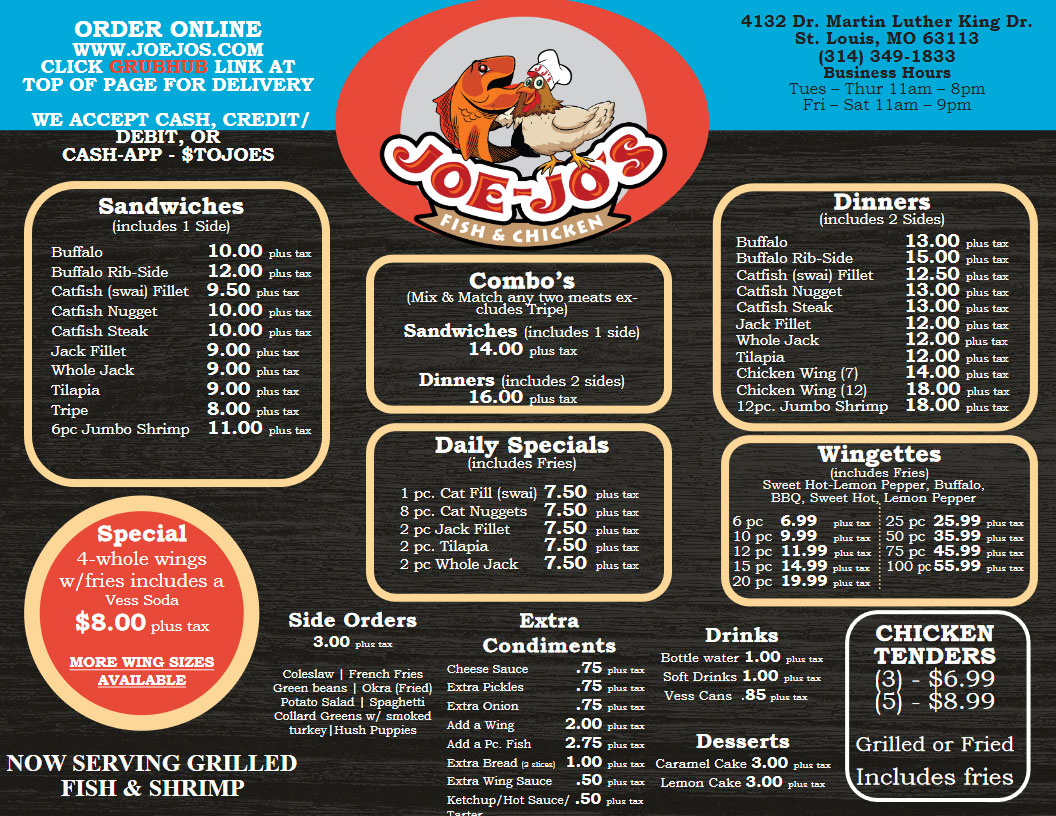 ORDER ONLINE
WWW.JOEJOS.COM
CLICK GRUBHUB LINK AT
TOP OF PAGE FOR DELIVERY
WE ACCEPT CASH, CREDIT/
DEBIT, OR
CASH-APP - $TOJOES
JJ'S
JOE-JO'S
FISH & CHICKEN
4132 Dr. Martin Luther King Dr.
St. Louis, MO 63113
(314) 349-1833
Business Hours
Tues – Thur 11am – 8pm
Fri – Sat 11am – 9pm
Sandwiches
(includes 1 Side)
Buffalo 10.00 plus tax
Buffalo Rib-Side 12.00 plus tax
Catfish (swai) Fillet 9.50 plus tax
Catfish Nugget 10.00 plus tax
Catfish Steak 10.00 plus tax
Jack Fillet 9.00 plus tax
Whole Jack 9.00 plus tax
Tilapia 9.00 plus tax
Tripe 8.00 plus tax
6pc Jumbo Shrimp 11.00 plus tax
Combo's
(Mix & Match any two meats ex-
cludes Tripe)
Sandwiches (includes 1 side)
14.00 plus tax
Dinners (includes 2 sides)
16.00 plus tax
Dinners
(includes 2 Sides)
Buffalo 13.00 plus tax
Buffalo Rib-Side 15.00 plus tax
Catfish (swai) Fillet 12.50 plus tax
Catfish Nugget 13.00 plus tax
Catfish Steak 13.00 plus tax
Jack Fillet 12.00 plus tax
Whole Jack 12.00 plus tax
Tilapia 12.00 plus tax
Chicken Wing (7) 14.00 plus tax
Chicken Wing (12) 18.00 plus tax
12pc. Jumbo Shrimp 18.00 plus tax
Daily Specials
(includes Fries)
1 pc. Cat Fill (swai) 7.50 plus tax
8 pc. Cat Nuggets 7.50 plus tax
2 pc Jack Fillet 7.50 plus tax
2 pc. Tilapia 7.50 plus tax
2 pc Whole Jack 7.50 plus tax
Wingettes
(includes Fries)
Sweet Hot-Lemon Pepper, Buffalo,
BBQ, Sweet Hot, Lemon Pepper
6 pc 6.99 plus tax
10 pc 9.99 plus tax
12 pc 11.99 plus tax
15 pc 14.99 plus tax
20 pc 19.99 plus tax
25 pc 25.99 plus tax
50 pc 35.99 plus tax
75 pc 45.99 plus tax
100 pc 55.99 plus tax
Special
4-whole wings
w/fries includes a
Vess Soda
$8.00 plus tax
MORE WING SIZES
AVAILABLE
NOW SERVING GRILLED
FISH & SHRIMP
Side Orders
3.00 plus tax
Coleslaw | French Fries
Green beans | Okra (Fried)
Potato Salad | Spaghetti
Collard Greens w/ smoked
turkey|Hush Puppies
Extra
Condiments
Cheese Sauce .75 plus tax
Extra Pickles .75 plus tax
Extra Onion .75 plus tax
Add a Wing 2.00 plus tax
Add a Pc. Fish 2.75 plus tax
Extra Bread (2 slices) 1.00 plus tax
Extra Wing Sauce .50 plus tax
Ketchup/Hot Sauce/ .50 plus tax
Tarter
Drinks
Bottle water 1.00 plus tax
Soft Drinks 1.00 plus tax
Vess Cans .85 plus tax
Desserts
Caramel Cake 3.00 plus tax
Lemon Cake 3.00 plus tax
CHICKEN
TENDERS
(3) - $6.99
(5) - $8.99
Grilled or Fried
Includes fries